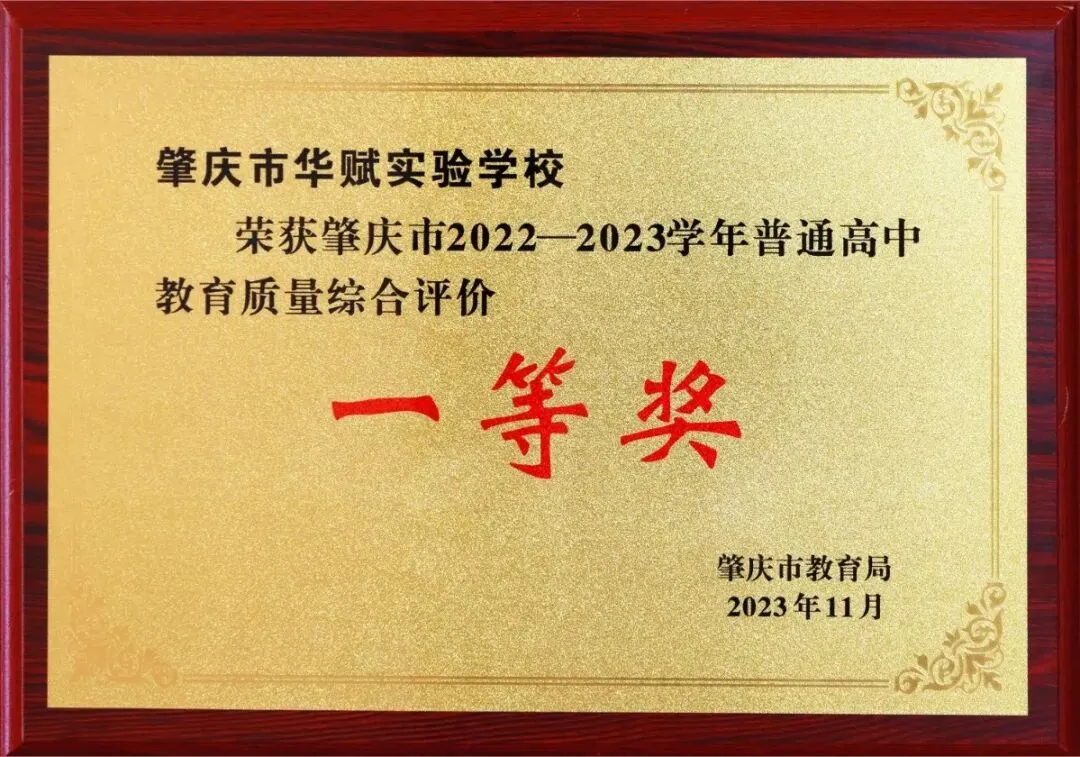 肇庆市华赋实验学校
荣获肇庆市2022—2023学年普通高中
教育质量综合评价
一等奖
肇庆市教育局
2023年11月